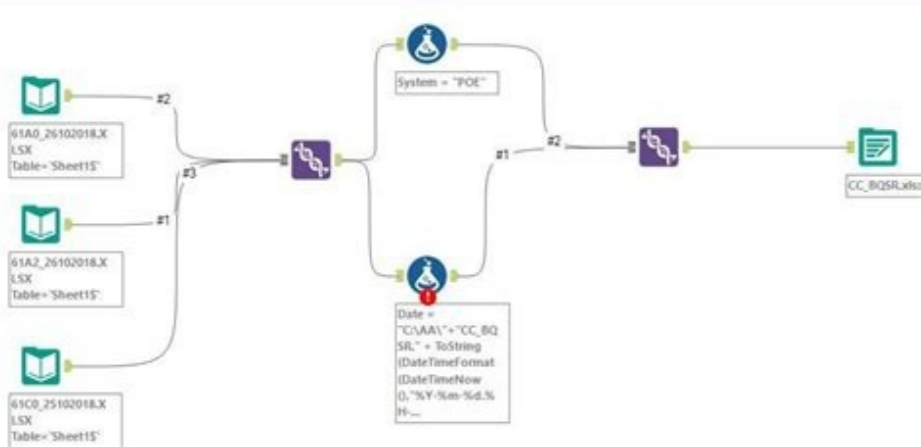 #2
61A0_26102018.X
LSX
Table=`Sheet1$`
#3
#1
61A2_26102018.X
LSX
Table=`Sheet1$`
61C0_25102018.X
LSX
Table=`Sheet1$`
System = "POE"
#1
#2
Date =
"C:\AA\"+"CC_BQ
SR," + ToString
(DateTimeFormat
(DateTimeNow
(),"%Y-%m-%d.%
H-...
CC_BQSR.xlsx